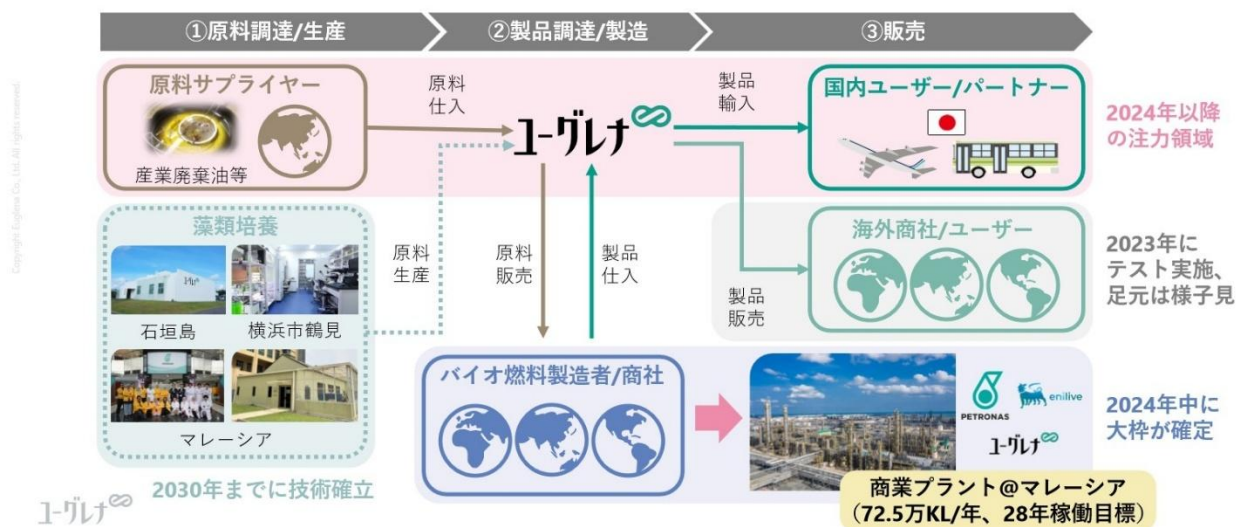 ①原料調達/生産
②製品調達/製造
③販売
原料サプライヤー
産業廃棄油等
原料
仕入
ユーグレナ
製品
輸入
国内ユーザー/パートナー
2024年以降
の注力領域
藻類培養
石垣島
横浜市鶴見
マレーシア
2030年までに技術確立
原料
生産
原料
販売
製品
仕入
製品
販売
海外商社/ユーザー
2023年に
テスト実施、
足元は様子見
バイオ燃料製造者/商社
PETRONAS
enilive
ユーグレナ
2024年中に
大枠が確定
商業プラント@マレーシア
(72.5万KL/年、28年稼働目標)
ユーグレナ
Copyright Euglena Co., Ltd. All rights reserved.